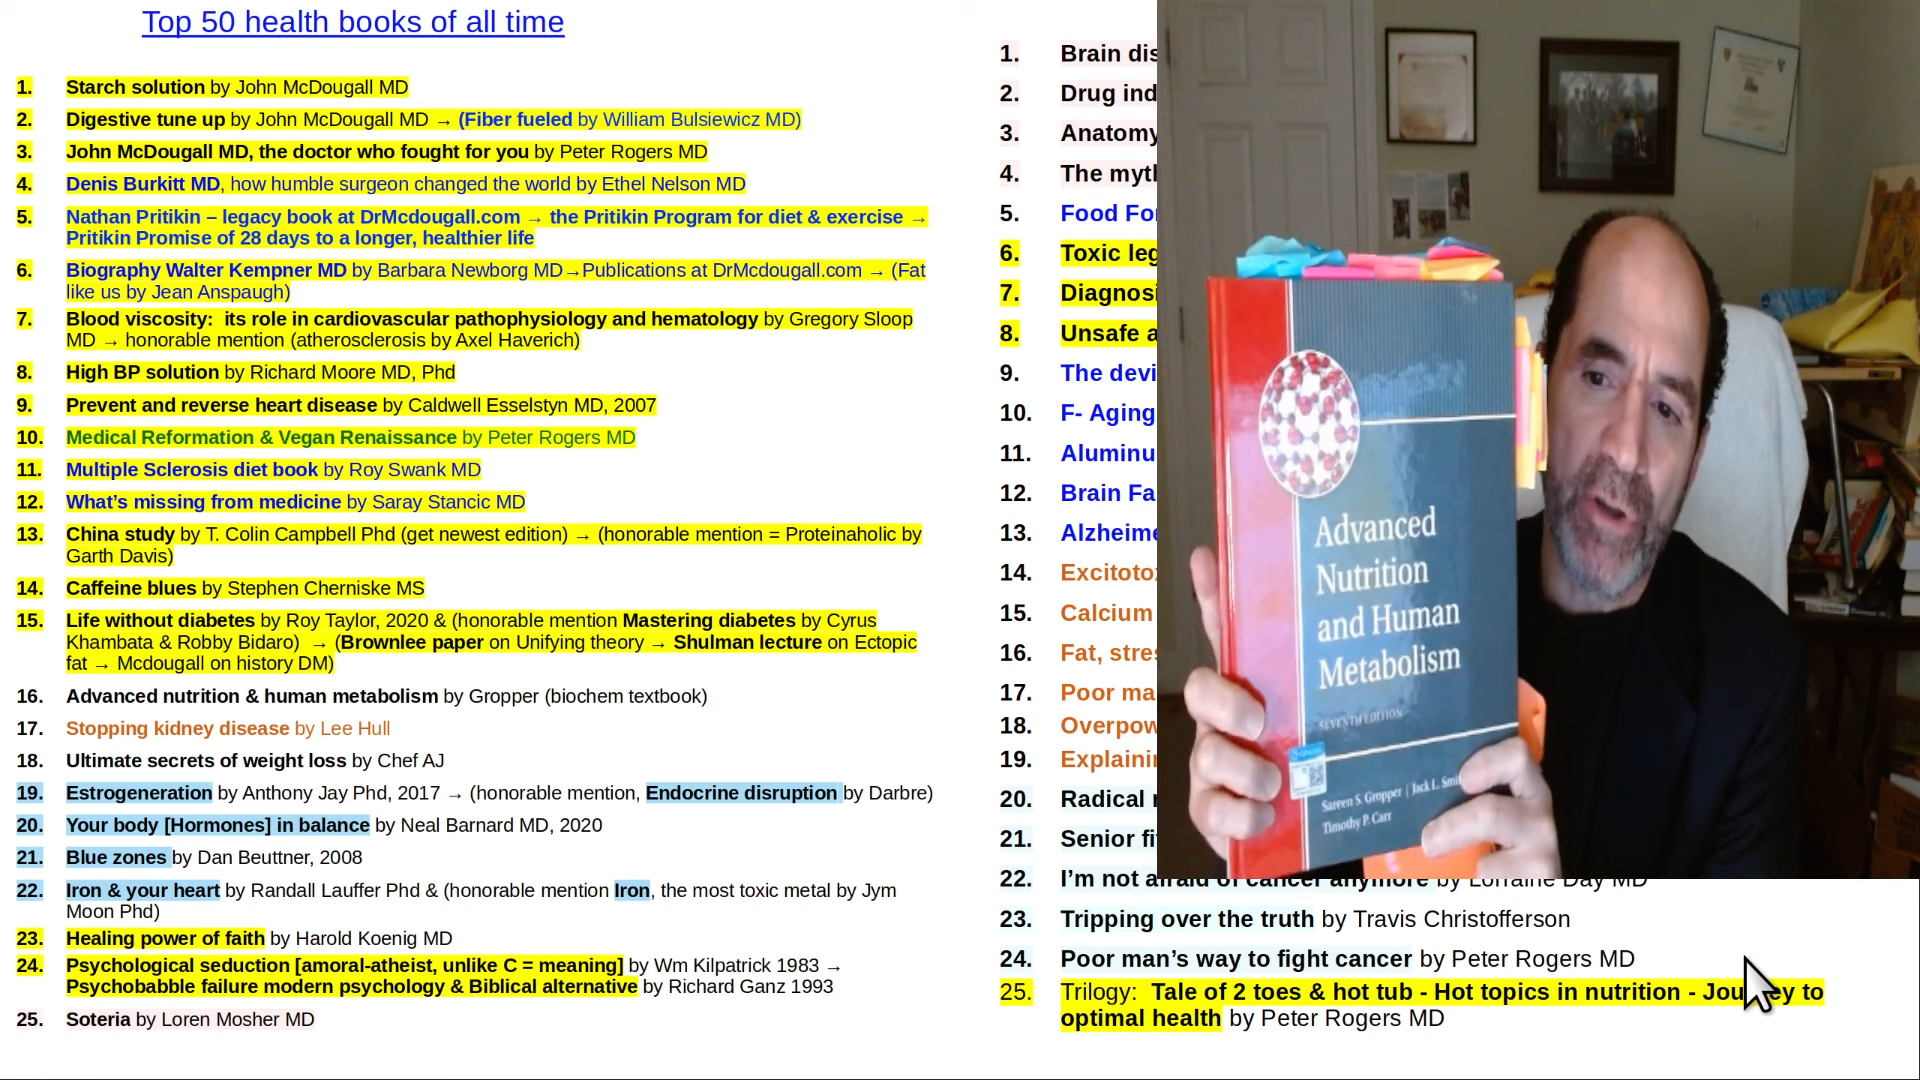 Top 50 health books of all time
1. Starch solution by John McDougall MD
2. Digestive tune up by John McDougall MD → (Fiber fueled by William Bulsiewicz MD)
3. John McDougall MD, the doctor who fought for you by Peter Rogers MD
4. Denis Burkitt MD, how humble surgeon changed the world by Ethel Nelson MD
5. Nathan Pritikin – legacy book at DrMcdougall.com → the Pritikin Program for diet & exercise →
Pritikin Promise of 28 days to a longer, healthier life
6. Biography Walter Kempner MD by Barbara Newborg MD→Publications at DrMcdougall.com → (Fat
like us by Jean Anspaugh)
7. Blood viscosity: its role in cardiovascular pathophysiology and hematology by Gregory Sloop
MD → honorable mention (atherosclerosis by Axel Haverich)
8. High BP solution by Richard Moore MD, Phd
9. Prevent and reverse heart disease by Caldwell Esselstyn MD, 2007
10. Medical Reformation & Vegan Renaissance by Peter Rogers MD
11. Multiple Sclerosis diet book by Roy Swank MD
12. What's missing from medicine by Saray Stancic MD
13. China study by T. Colin Campbell Phd (get newest edition) → (honorable mention = Proteinaholic by
Garth Davis)
14. Caffeine blues by Stephen Cherniske MS
15. Life without diabetes by Roy Taylor, 2020 & (honorable mention Mastering diabetes by Cyrus
Khambata & Robby Bidaro) → (Brownlee paper on Unifying theory → Shulman lecture on Ectopic
fat → Mcdougall on history DM)
16. Advanced nutrition & human metabolism by Gropper (biochem textbook)
17. Stopping kidney disease by Lee Hull
18. Ultimate secrets of weight loss by Chef AJ
19. Estrogeneration by Anthony Jay Phd, 2017 → (honorable mention, Endocrine disruption by Darbre)
20. Your body [Hormones] in balance by Neal Barnard MD, 2020
21. Blue zones by Dan Beuttner, 2008
22. Iron & your heart by Randall Lauffer Phd & (honorable mention Iron, the most toxic metal by Jym
Moon Phd)
23. Healing power of faith by Harold Koenig MD
24. Psychological seduction [amoral-atheist, unlike C = meaning] by Wm Kilpatrick 1983 →
Psychobabble failure modern psychology & Biblical alternative by Richard Ganz 1993
25. Soteria by Loren Mosher MD
1. Brain dis
2. Drug ind
3. Anatomy
4. The myth
5. Food For
6. Toxic leg
7. Diagnosi
8. Unsafe a
9. The devi
10. F- Aging
11. Aluminu
12. Brain Fa
13. Alzheime
14. Excitotox
15. Calcium
16. Fat, stres
17. Poor ma
18. Overpow
19. Explainin
20. Radical
21. Senior fi
22. I'm not afraid of cancer anymore by Lorraine Day MD
23. Tripping over the truth by Travis Christofferson
24. Poor man's way to fight cancer by Peter Rogers MD
25. Trilogy: Tale of 2 toes & hot tub - Hot topics in nutrition - Journey to
optimal health by Peter Rogers MD
Advanced
Nutrition
and Human
Metabolism
SEVENTH EDITION
Sareen S. Gropper | Jack L. Smi
Timothy P. Carr